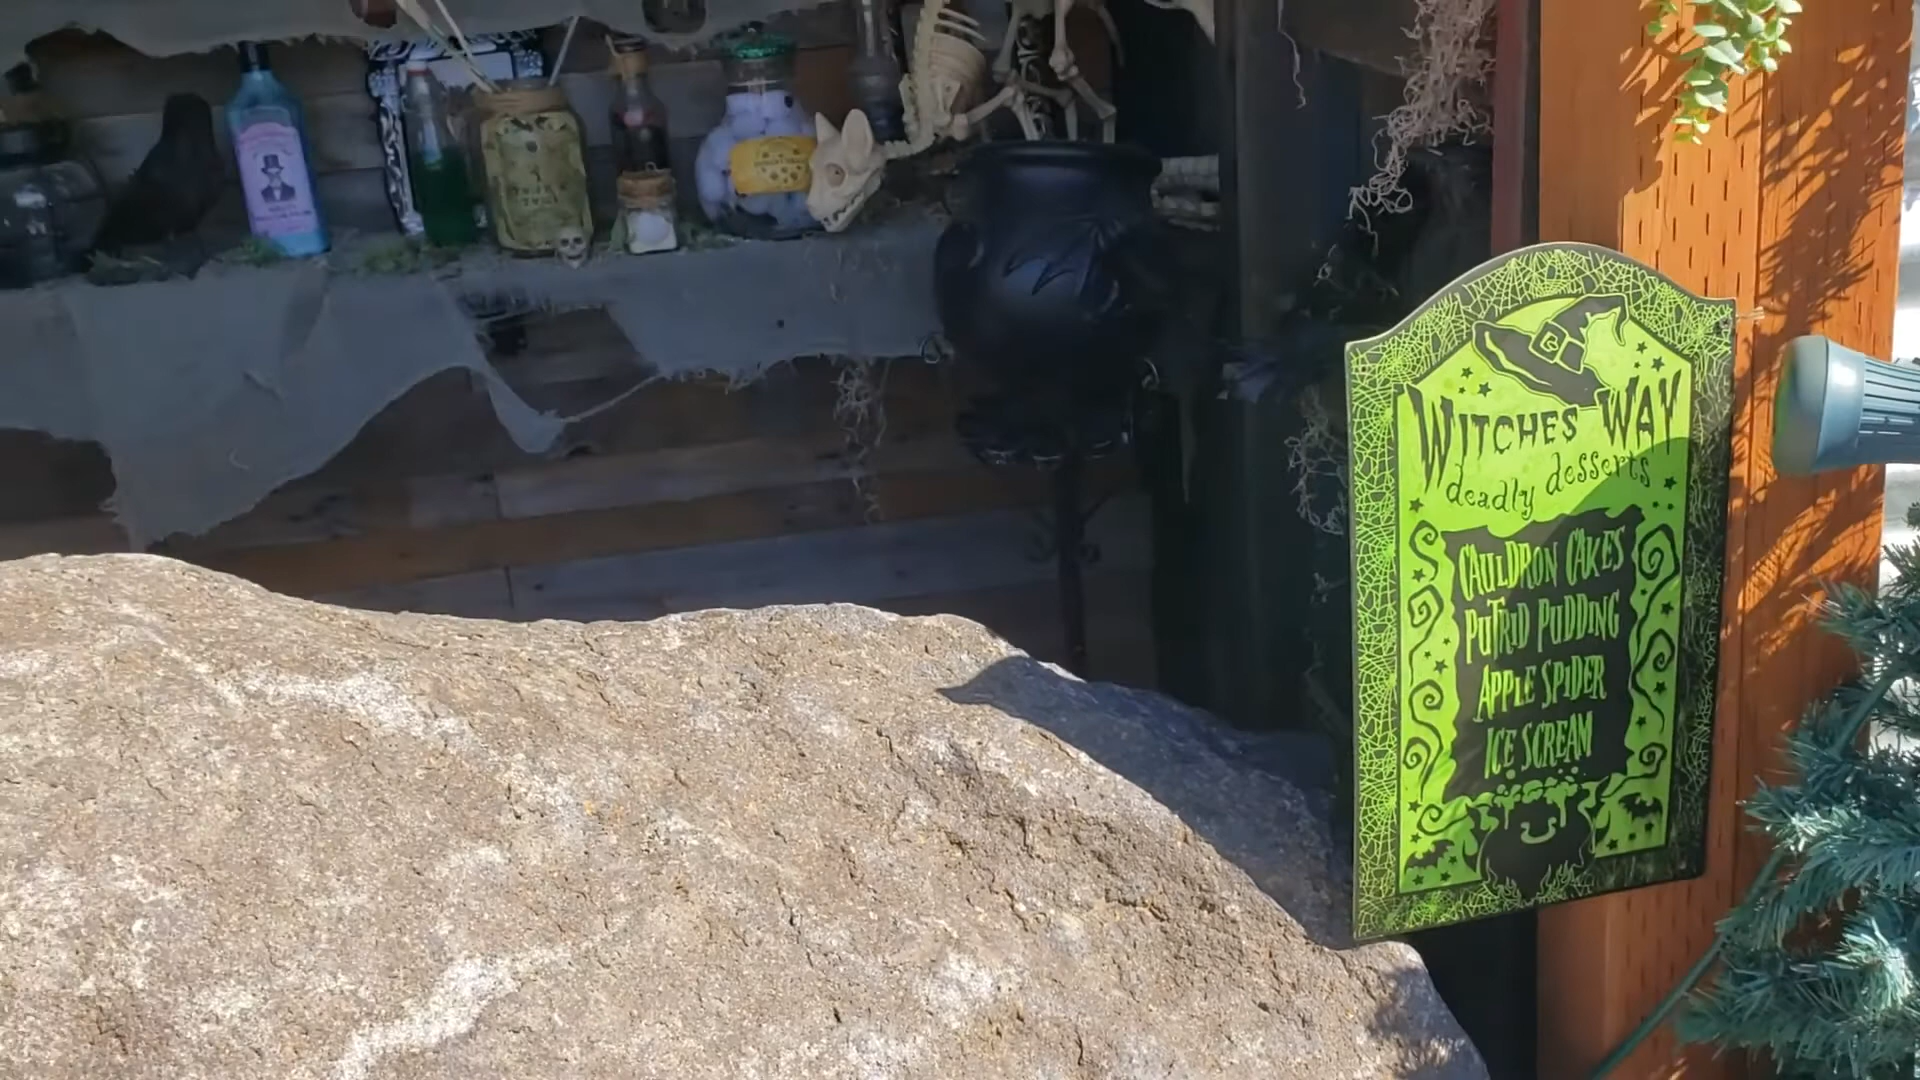 WITCHES WAY
deadly desserts
CAULDRON CAKES
PUTRID PUDDING
APPLE SPIDER
ICE SCREAM